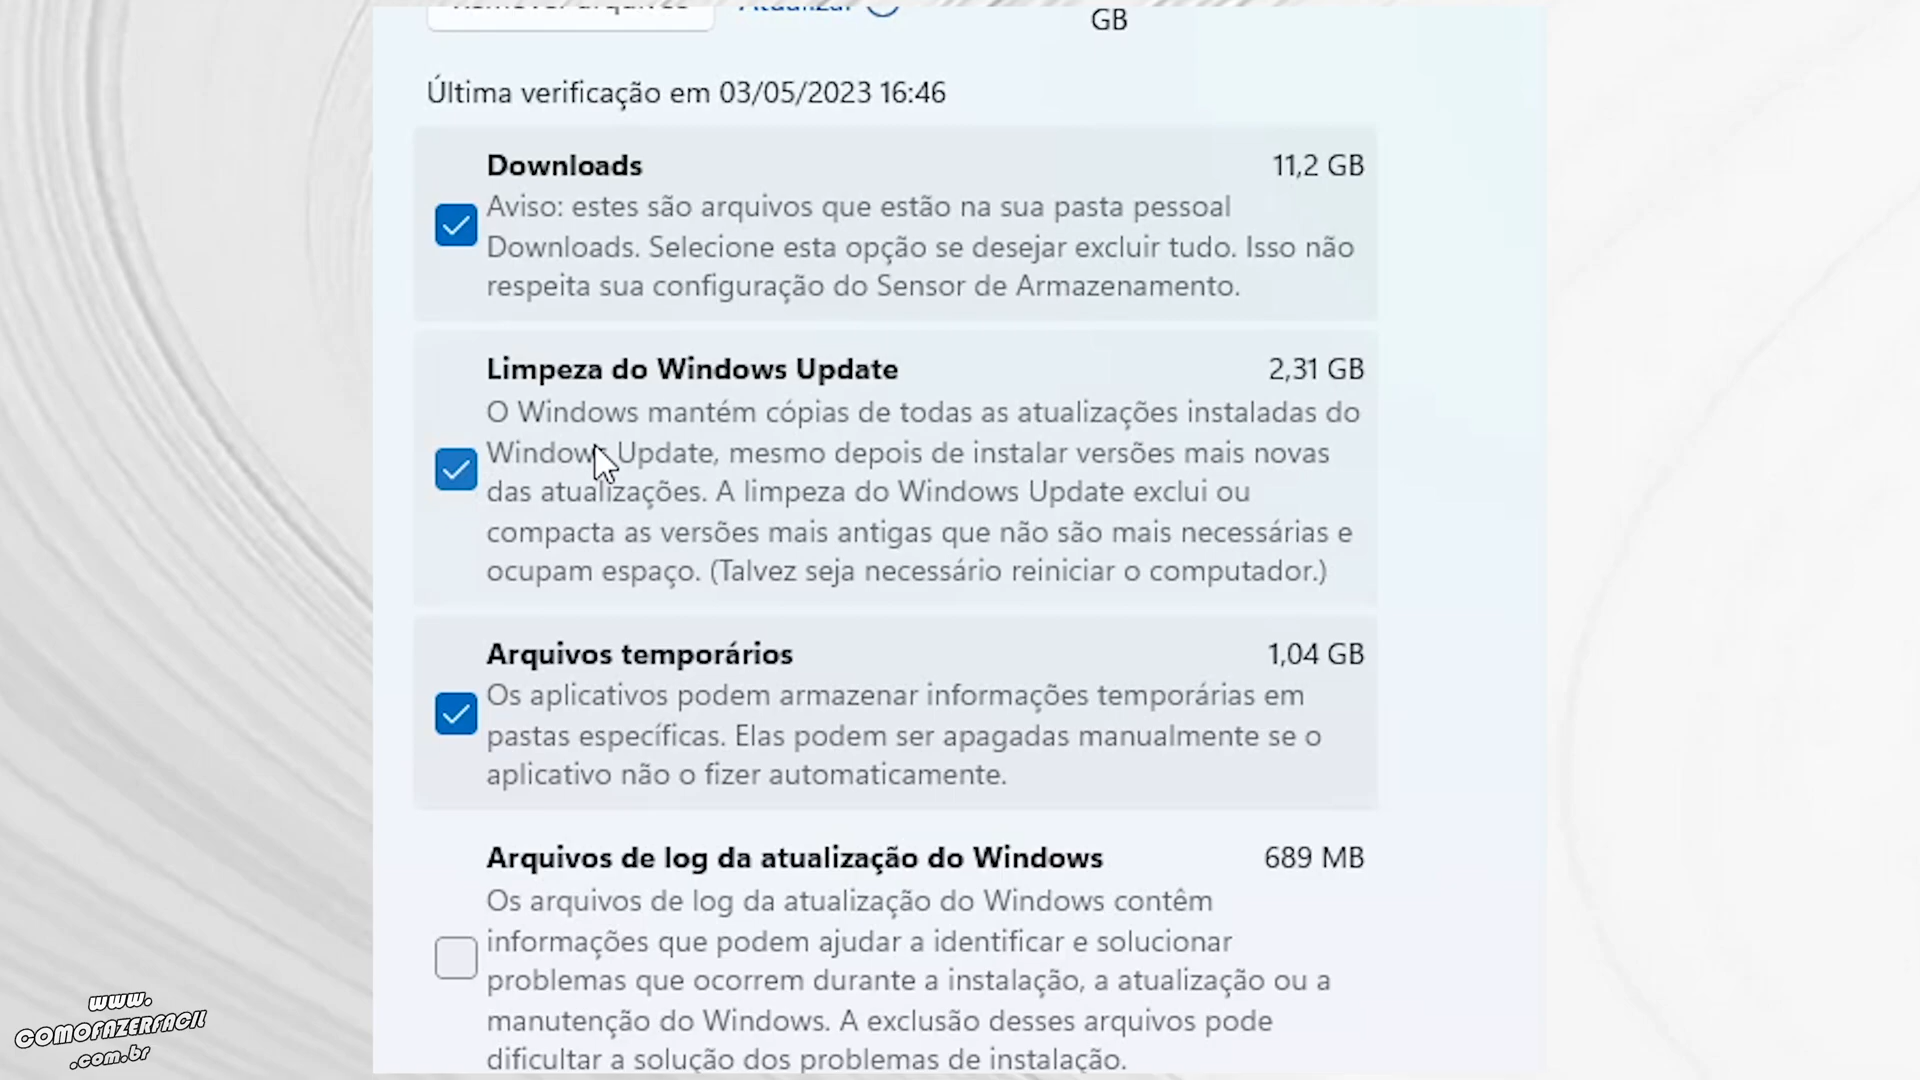 Remover arquivos
Atualizar
GB
Última verificação em 03/05/2023 16:46
Downloads
11,2 GB
Aviso: estes são arquivos que estão na sua pasta pessoal
Downloads. Selecione esta opção se desejar excluir tudo. Isso não
respeita sua configuração do Sensor de Armazenamento.
Limpeza do Windows Update
2,31 GB
O Windows mantém cópias de todas as atualizações instaladas do
Windows Update, mesmo depois de instalar versões mais novas
das atualizações. A limpeza do Windows Update exclui ou
compacta as versões mais antigas que não são mais necessárias e
ocupam espaço. (Talvez seja necessário reiniciar o computador.)
Arquivos temporários
1,04 GB
Os aplicativos podem armazenar informações temporárias em
pastas específicas. Elas podem ser apagadas manualmente se o
aplicativo não o fizer automaticamente.
Arquivos de log da atualização do Windows
689 MB
Os arquivos de log da atualização do Windows contêm
informações que podem ajudar a identificar e solucionar
problemas que ocorrem durante a instalação, a atualização ou a
manutenção do Windows. A exclusão desses arquivos pode
dificultar a solução dos problemas de instalação.
www.
COMOFAZERFACIL
.com.br